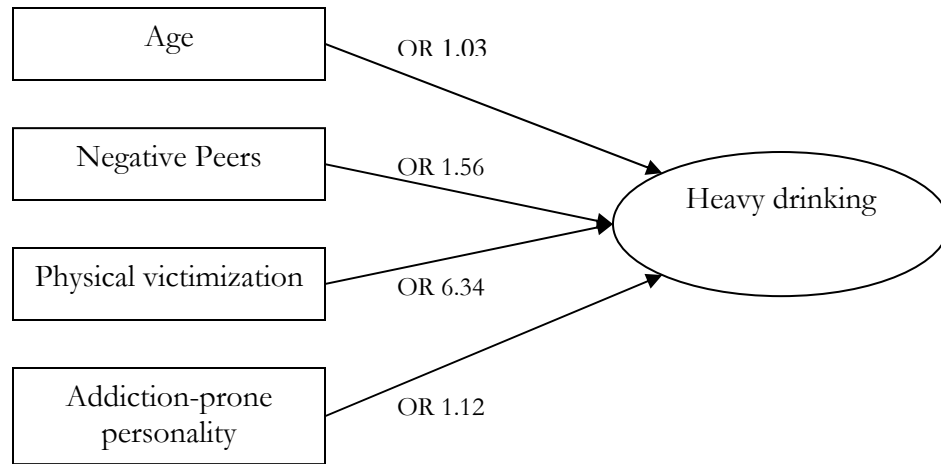 Age
OR 1.03
Negative Peers
OR 1.56
Heavy drinking
Physical victimization
OR 6.34
Addiction-prone
personality
OR 1.12